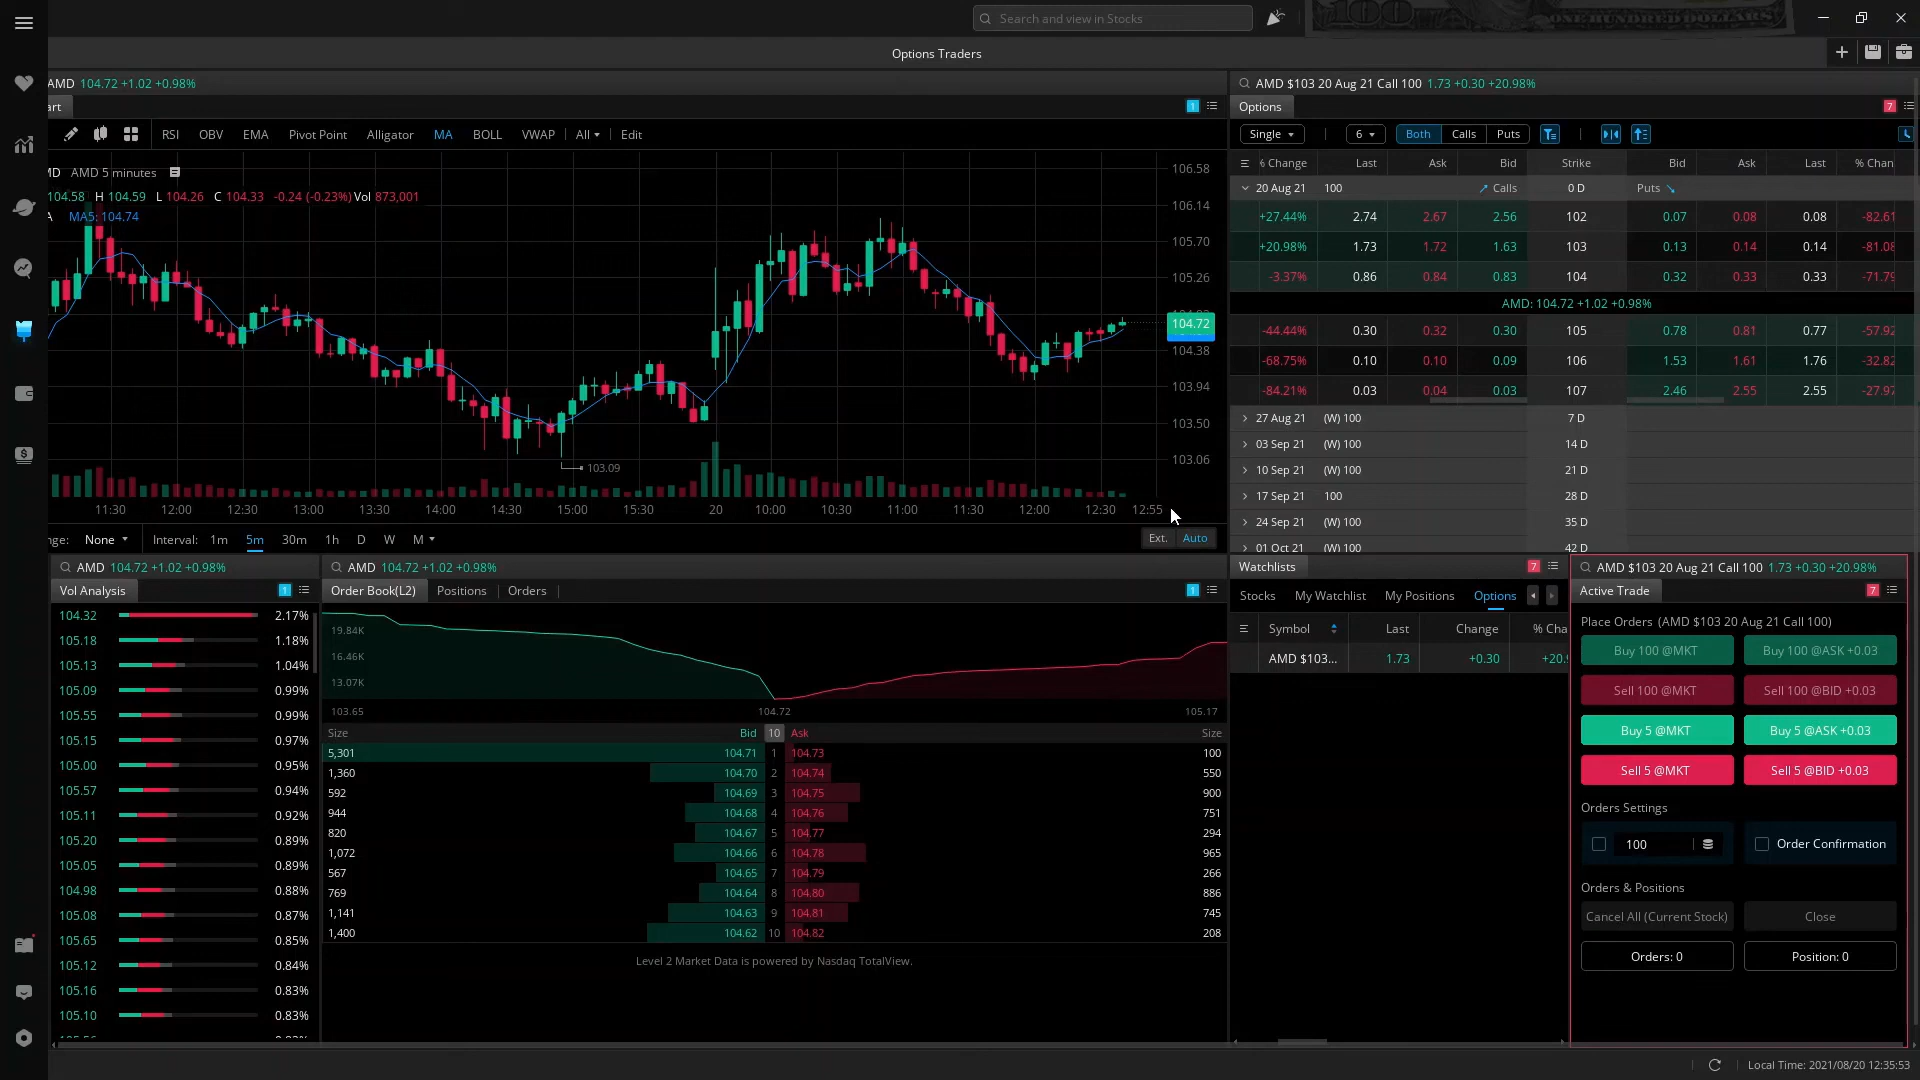 Search and view in Stocks
100
ONE HUNDRED DOLLARS
Options Traders
AMD 104.72 +1.02 +0.98%
art
1
RSI OBV EMA Pivot Point Alligator MA BOLL VWAP All Edit
MD AMD 5 minutes
104.58 H 104.59 L 104.26 C 104.33 -0.24 (-0.23%) Vol 873,001
A MA5: 104.74
106.58
106.14
105.70
105.26
104.72
104.38
103.94
103.50
103.06
103.09
11:30 12:00 12:30 13:00 13:30 14:00 14:30 15:00 15:30 20 10:00 10:30 11:00 11:30 12:00 12:30 12:55
nge: None Interval: 1m 5m 30m 1h D W M Ext. Auto
AMD $103 20 Aug 21 Call 100 1.73 +0.30 +20.98%
Options 7
Single 6 Both Calls Puts
% Change Last Ask Bid Strike Bid Ask Last % Chan
20 Aug 21 100 Calls 0 D Puts
+27.44% 2.74 2.67 2.56 102 0.07 0.08 0.08 -82.61
+20.98% 1.73 1.72 1.63 103 0.13 0.14 0.14 -81.08
-3.37% 0.86 0.84 0.83 104 0.32 0.33 0.33 -71.79
AMD: 104.72 +1.02 +0.98%
-44.44% 0.30 0.32 0.30 105 0.78 0.81 0.77 -57.92
-68.75% 0.10 0.10 0.09 106 1.53 1.61 1.76 -32.82
-84.21% 0.03 0.04 0.03 107 2.46 2.55 2.55 -27.97
27 Aug 21 (W) 100 7 D
03 Sep 21 (W) 100 14 D
10 Sep 21 (W) 100 21 D
17 Sep 21 100 28 D
24 Sep 21 (W) 100 35 D
01 Oct 21 (W) 100 42 D
AMD 104.72 +1.02 +0.98%
Vol Analysis 1
104.32 2.17%
105.18 1.18%
105.13 1.04%
105.09 0.99%
105.55 0.99%
105.15 0.97%
105.00 0.95%
105.57 0.94%
105.11 0.92%
105.20 0.89%
105.05 0.89%
104.98 0.88%
105.08 0.87%
105.65 0.85%
105.12 0.84%
105.16 0.83%
105.10 0.83%
AMD 104.72 +1.02 +0.98%
Order Book(L2) Positions Orders 1
19.84K
16.46K
13.07K
103.65 104.72 105.17
Size Bid 10 Ask Size
5,301 104.71 1 104.73 100
1,360 104.70 2 104.74 550
592 104.69 3 104.75 900
944 104.68 4 104.76 751
820 104.67 5 104.77 294
1,072 104.66 6 104.78 965
567 104.65 7 104.79 266
769 104.64 8 104.80 886
1,141 104.63 9 104.81 745
1,400 104.62 10 104.82 208
Level 2 Market Data is powered by Nasdaq TotalView.
Watchlists 7
Stocks My Watchlist My Positions Options
Symbol Last Change % Cha
AMD $103... 1.73 +0.30 +20.9
AMD $103 20 Aug 21 Call 100 1.73 +0.30 +20.98%
Active Trade 7
Place Orders (AMD $103 20 Aug 21 Call 100)
Buy 100 @MKT Buy 100 @ASK +0.03
Sell 100 @MKT Sell 100 @BID +0.03
Buy 5 @MKT Buy 5 @ASK +0.03
Sell 5 @MKT Sell 5 @BID +0.03
Orders Settings
100 Order Confirmation
Orders & Positions
Cancel All (Current Stock) Close
Orders: 0 Position: 0
Local Time: 2021/08/20 12:35:53